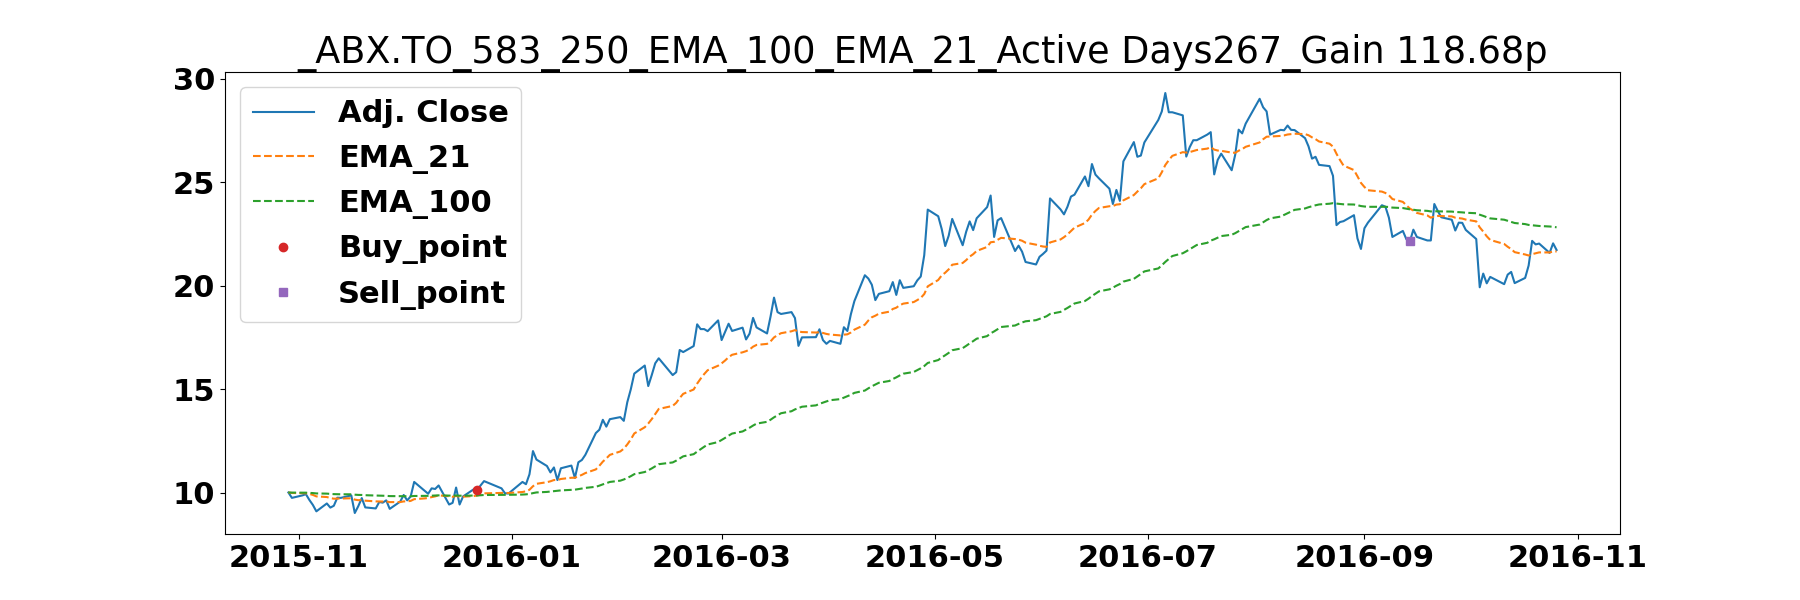 _ABX.TO_583_250_EMA_100_EMA_21_Active Days267_Gain 118.68p
30
25
20
15
10
Adj. Close
EMA_21
EMA_100
Buy_point
Sell_point
2015-11 2016-01 2016-03 2016-05 2016-07 2016-09 2016-11